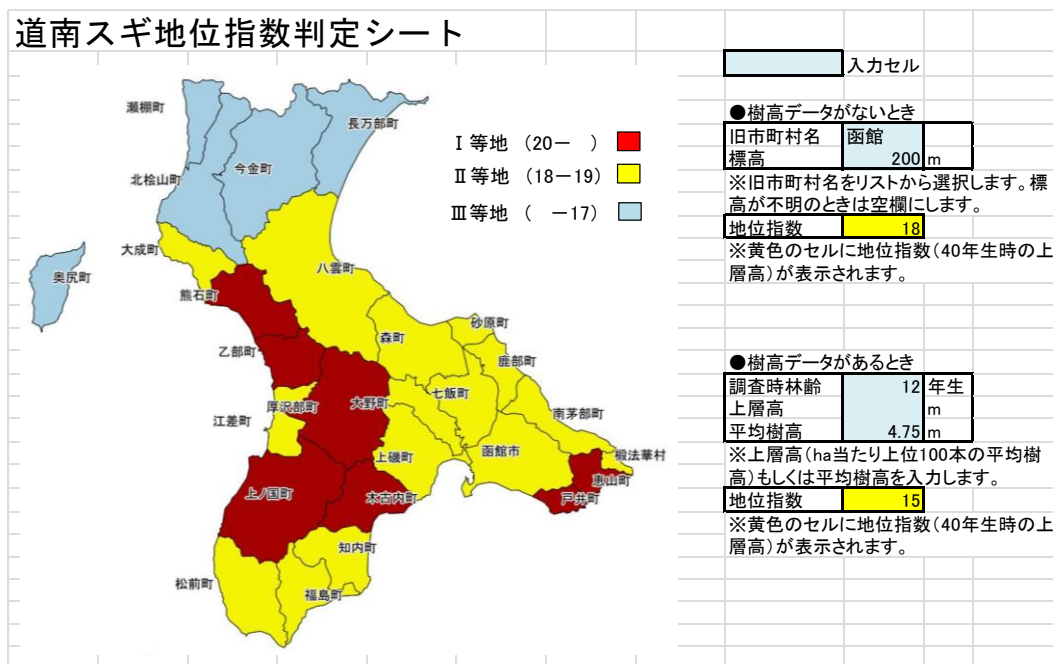 道南スギ地位指数判定シート
入力セル
瀬棚町
長万部町
今金町
北桧山町
大成町
奥尻町
熊石町
八雲町
乙部町
森町
砂原町
鹿部町
厚沢部町
大野町
七飯町
江差町
南茅部町
上磯町
函館市
椴法華村
恵山町
戸井町
上ノ国町
木古内町
知内町
松前町
福島町
Ⅰ等地 (20- )
Ⅱ等地 (18-19)
Ⅲ等地 ( -17)
●樹高データがないとき
旧市町村名 函館
標高 200 m
※旧市町村名をリストから選択します。標
高が不明のときは空欄にします。
地位指数 18
※黄色のセルに地位指数(40年生時の上
層高)が表示されます。
●樹高データがあるとき
調査時林齢 12 年生
上層高 m
平均樹高 4.75 m
※上層高(ha当たり上位100本の平均樹
高)もしくは平均樹高を入力します。
地位指数 15
※黄色のセルに地位指数(40年生時の上
層高)が表示されます。